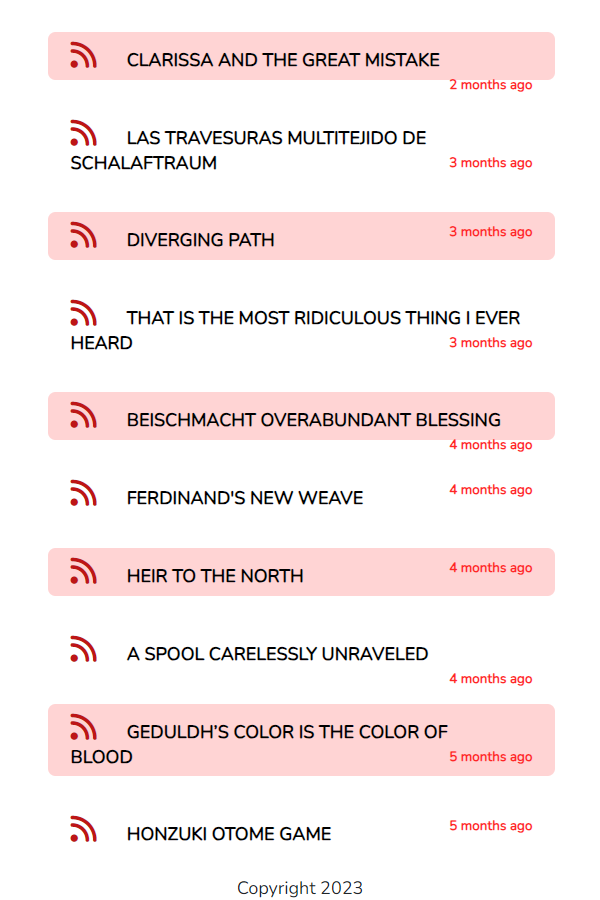 CLARISSA AND THE GREAT MISTAKE
2 months ago
LAS TRAVESURAS MULTITEJIDO DE
SCHALAFTRAUM
3 months ago
DIVERGING PATH
3 months ago
THAT IS THE MOST RIDICULOUS THING I EVER
HEARD
3 months ago
BEISCHMACHT OVERABUNDANT BLESSING
4 months ago
FERDINAND'S NEW WEAVE
4 months ago
HEIR TO THE NORTH
4 months ago
A SPOOL CARELESSLY UNRAVELED
4 months ago
GEDULDH’S COLOR IS THE COLOR OF
BLOOD
5 months ago
HONZUKI OTOME GAME
5 months ago
Copyright 2023